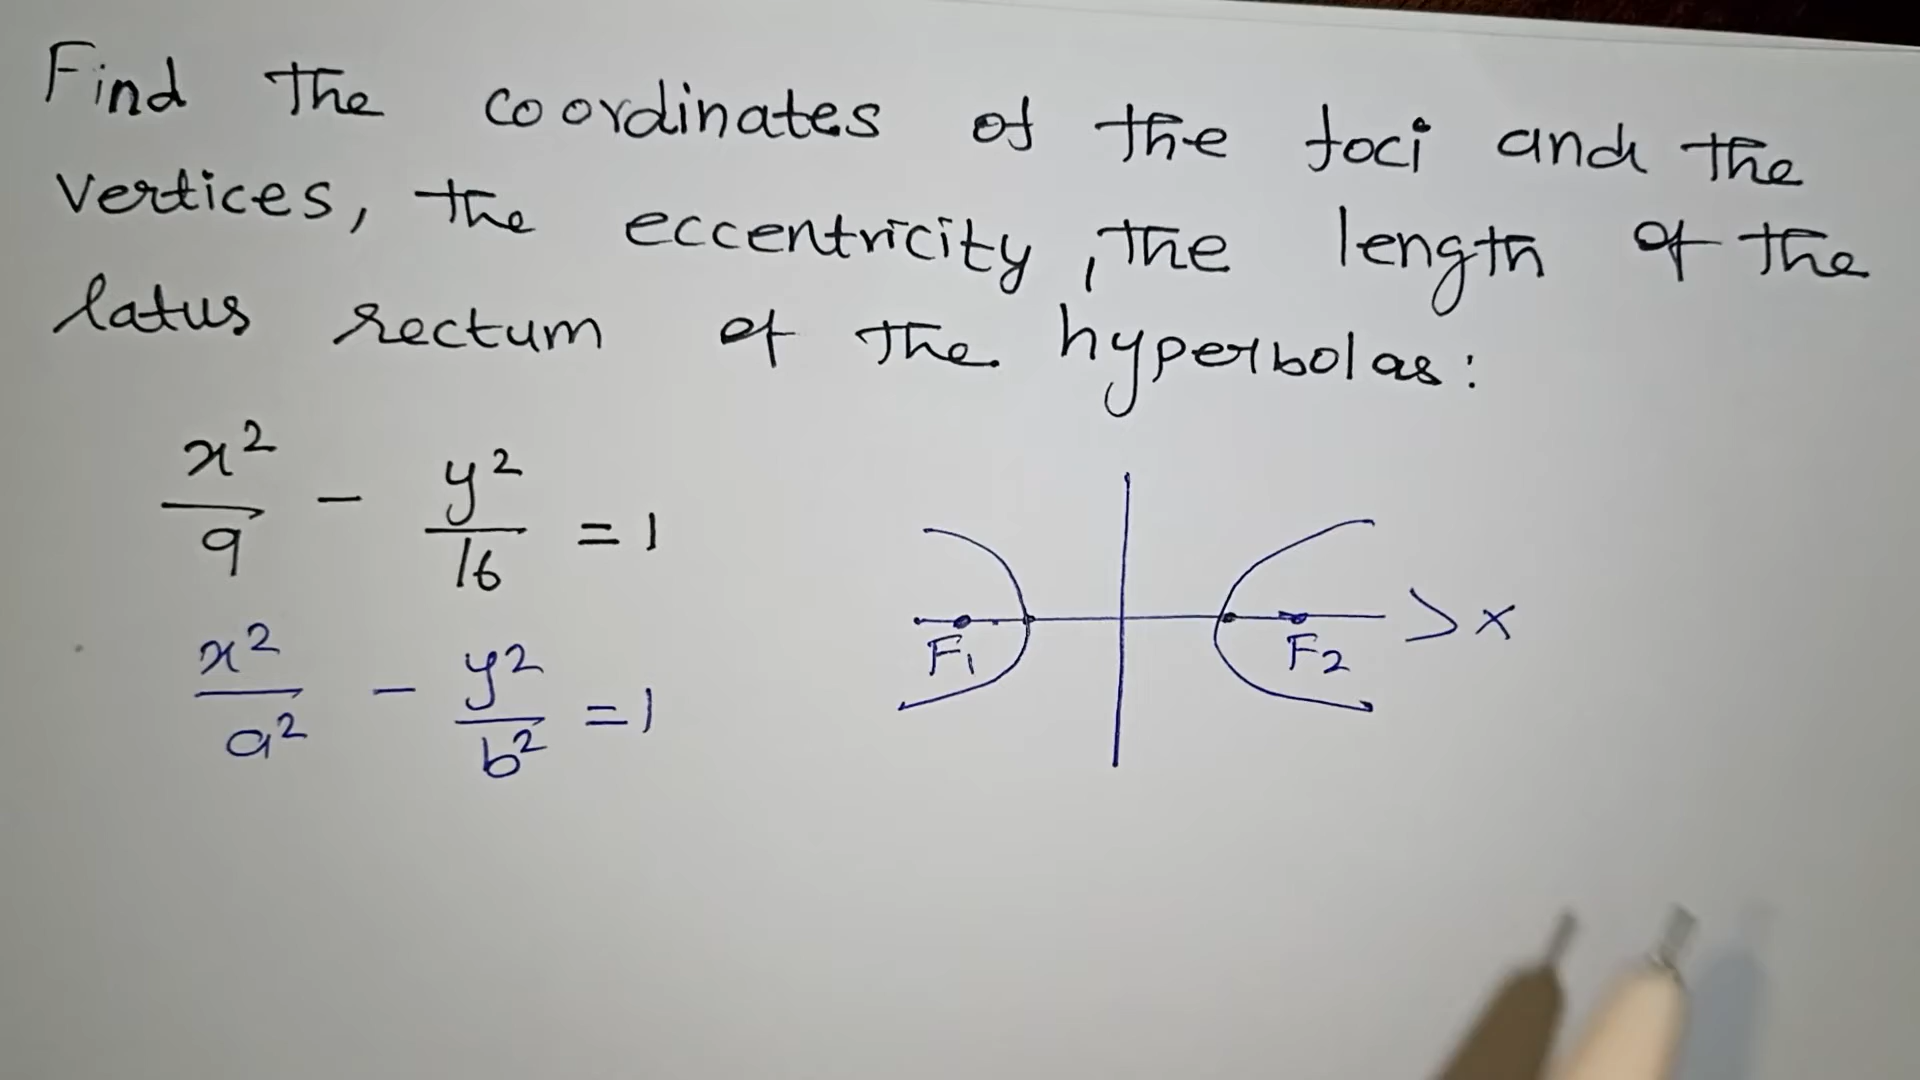 Find the coordinates of the foci and the
vertices, the eccentricity, the length of the
latus rectum of the hyperbolas:
x²/9 - y²/16 = 1
x²/a² - y²/b² = 1
F₁ F₂ > x